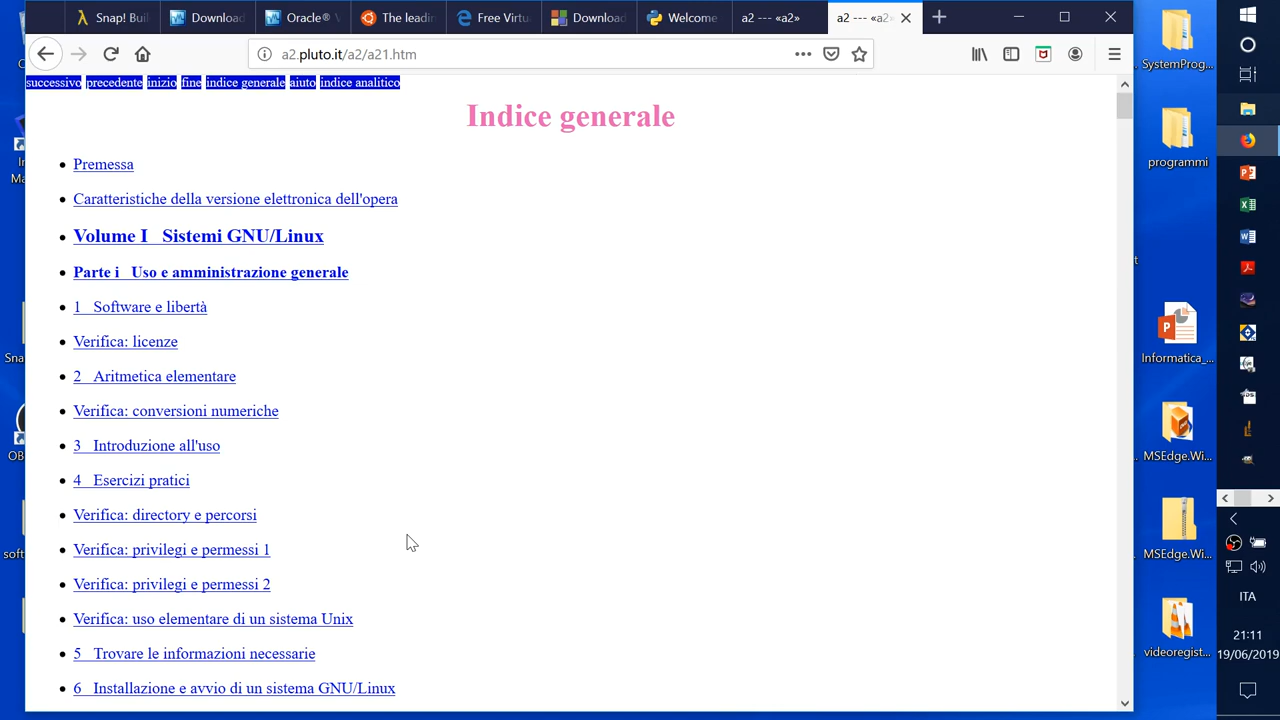 Snap! Buil
Download
Oracle® V
The leadin
Free Virtu
Download
Welcome
a2 --- «a2»
a2 --- «a2»
a2.pluto.it/a2/a21.htm
successivo precedente inizio fine indice generale aiuto indice analitico
Indice generale
Premessa
Caratteristiche della versione elettronica dell'opera
Volume I Sistemi GNU/Linux
Parte i Uso e amministrazione generale
1 Software e libertà
Verifica: licenze
2 Aritmetica elementare
Verifica: conversioni numeriche
3 Introduzione all'uso
4 Esercizi pratici
Verifica: directory e percorsi
Verifica: privilegi e permessi 1
Verifica: privilegi e permessi 2
Verifica: uso elementare di un sistema Unix
5 Trovare le informazioni necessarie
6 Installazione e avvio di un sistema GNU/Linux
SystemProg...
programmi
Informatica_...
MSEdge.Wi...
MSEdge.Wi...
videoregist...
ITA
21:11
19/06/2019